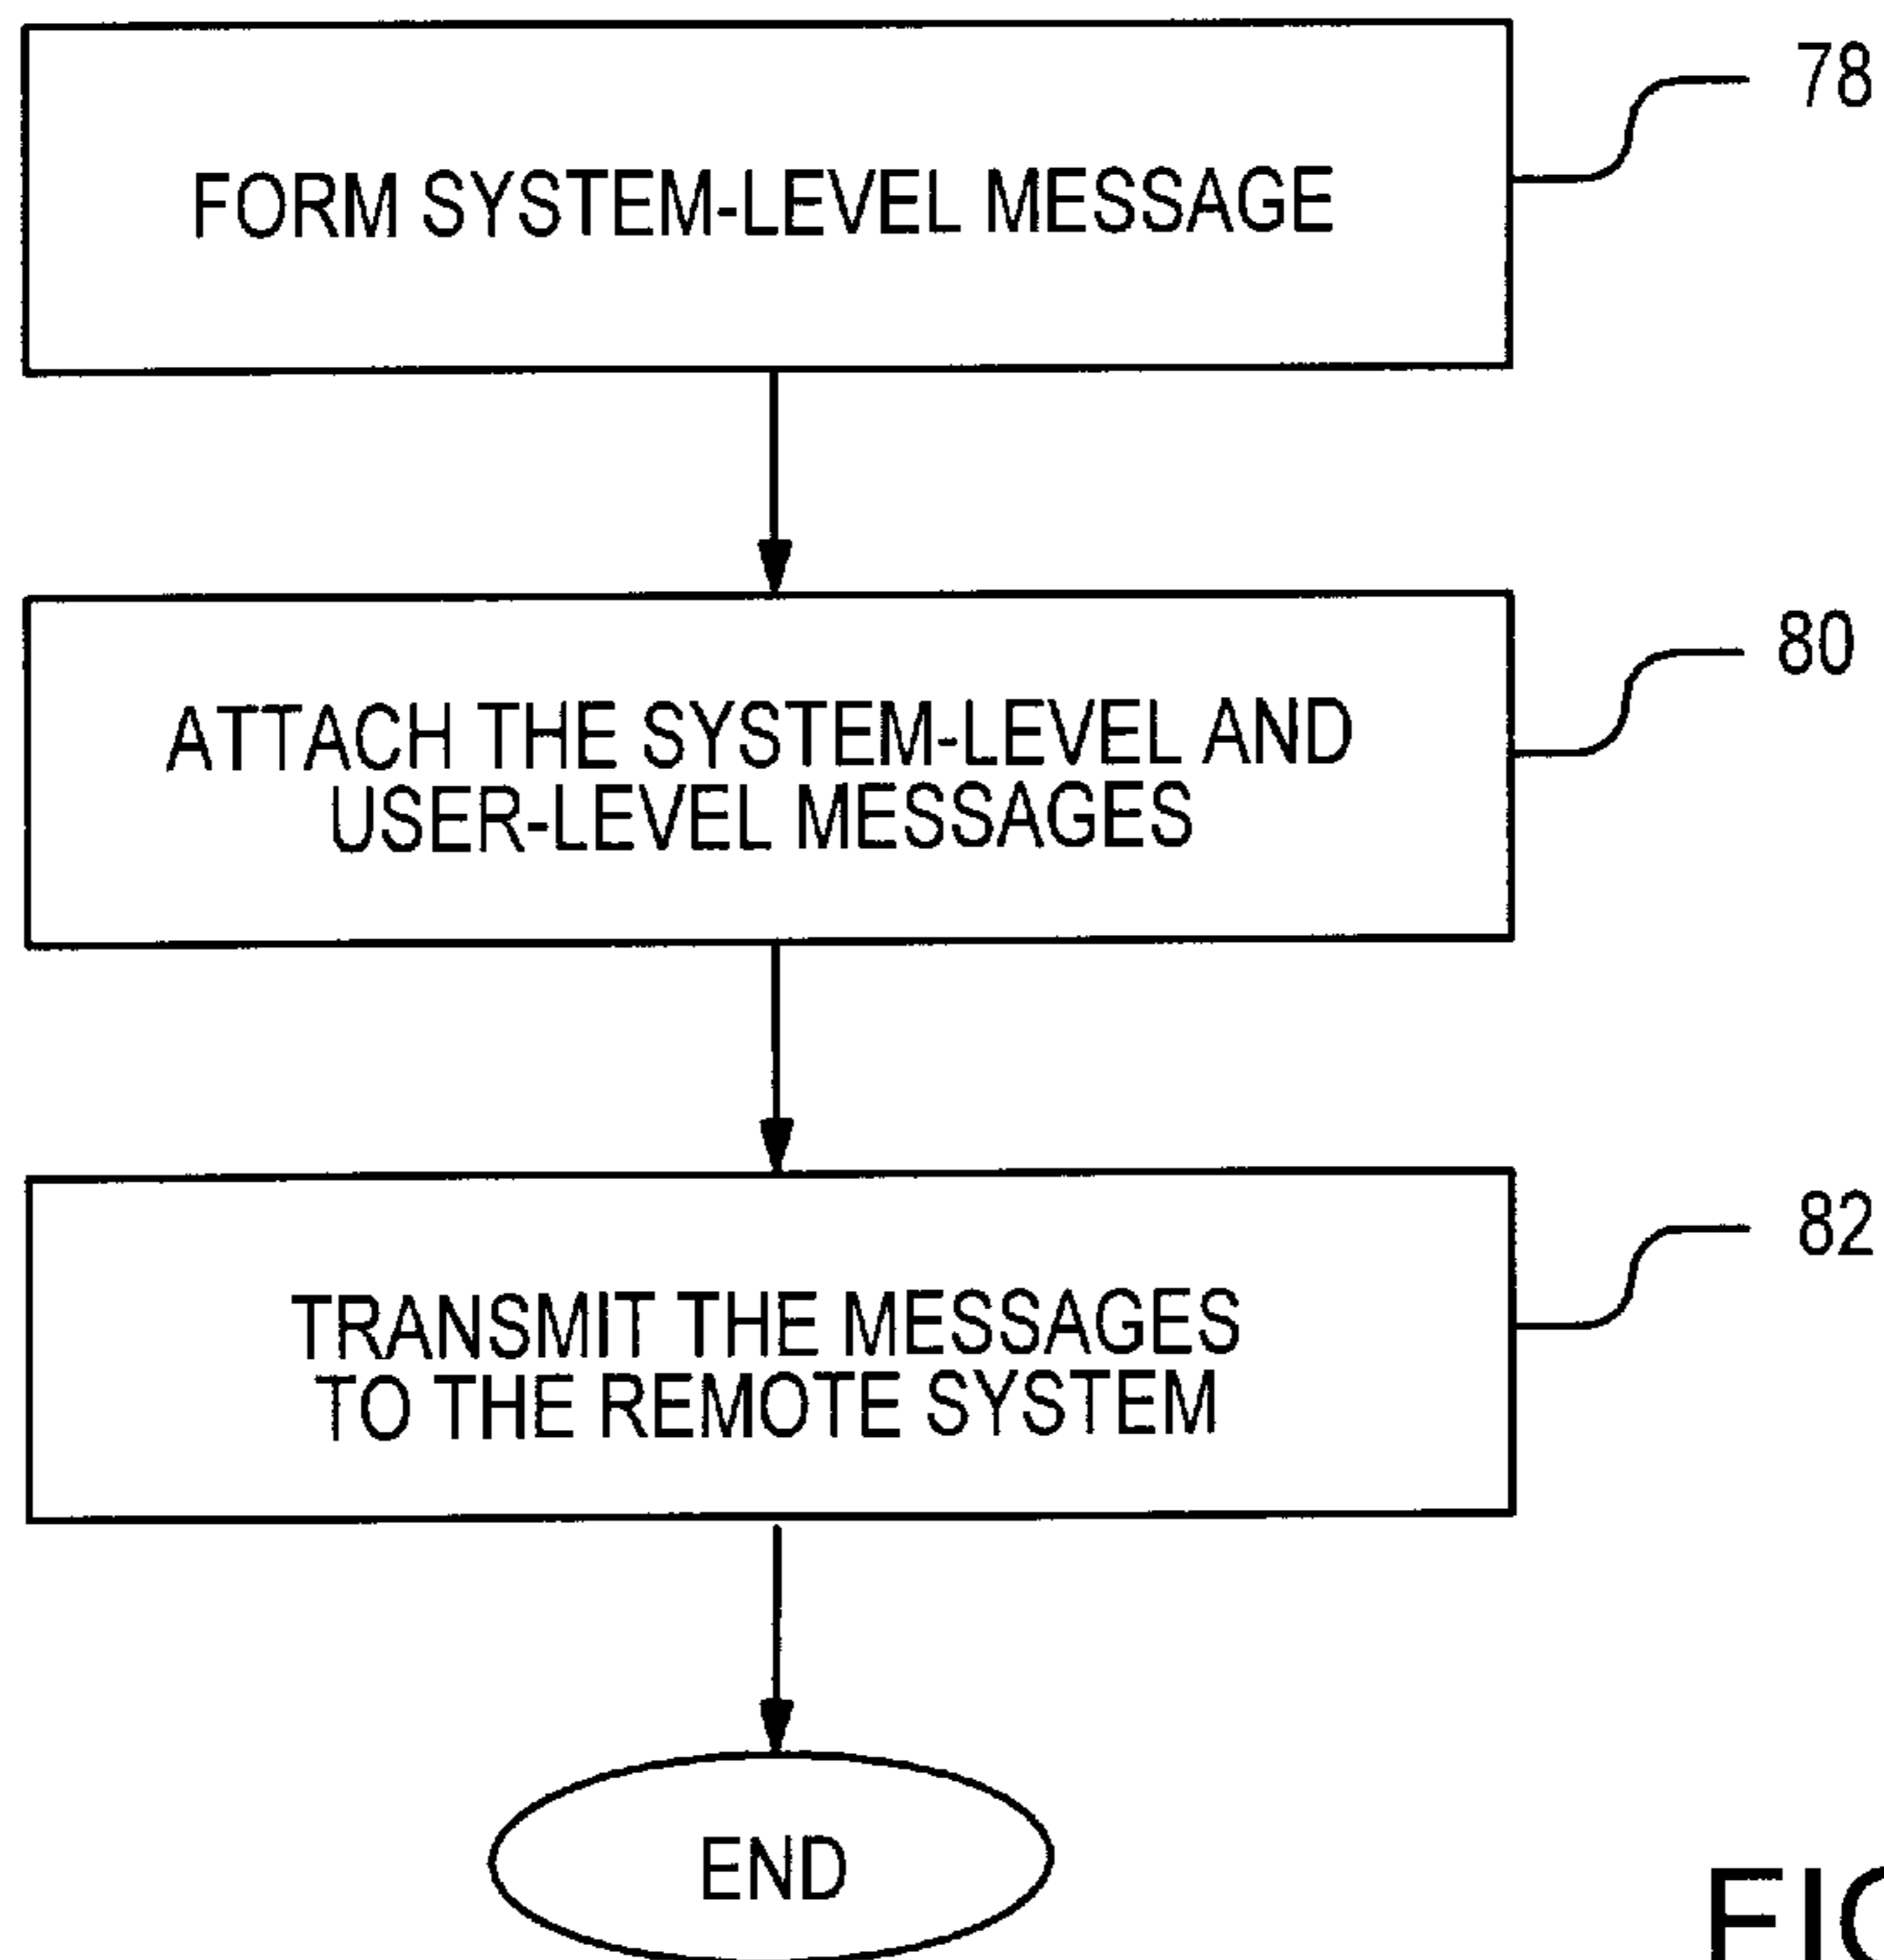 FORM SYSTEM-LEVEL MESSAGE
78
ATTACH THE SYSTEM-LEVEL AND
USER-LEVEL MESSAGES
80
TRANSMIT THE MESSAGES
TO THE REMOTE SYSTEM
82
END